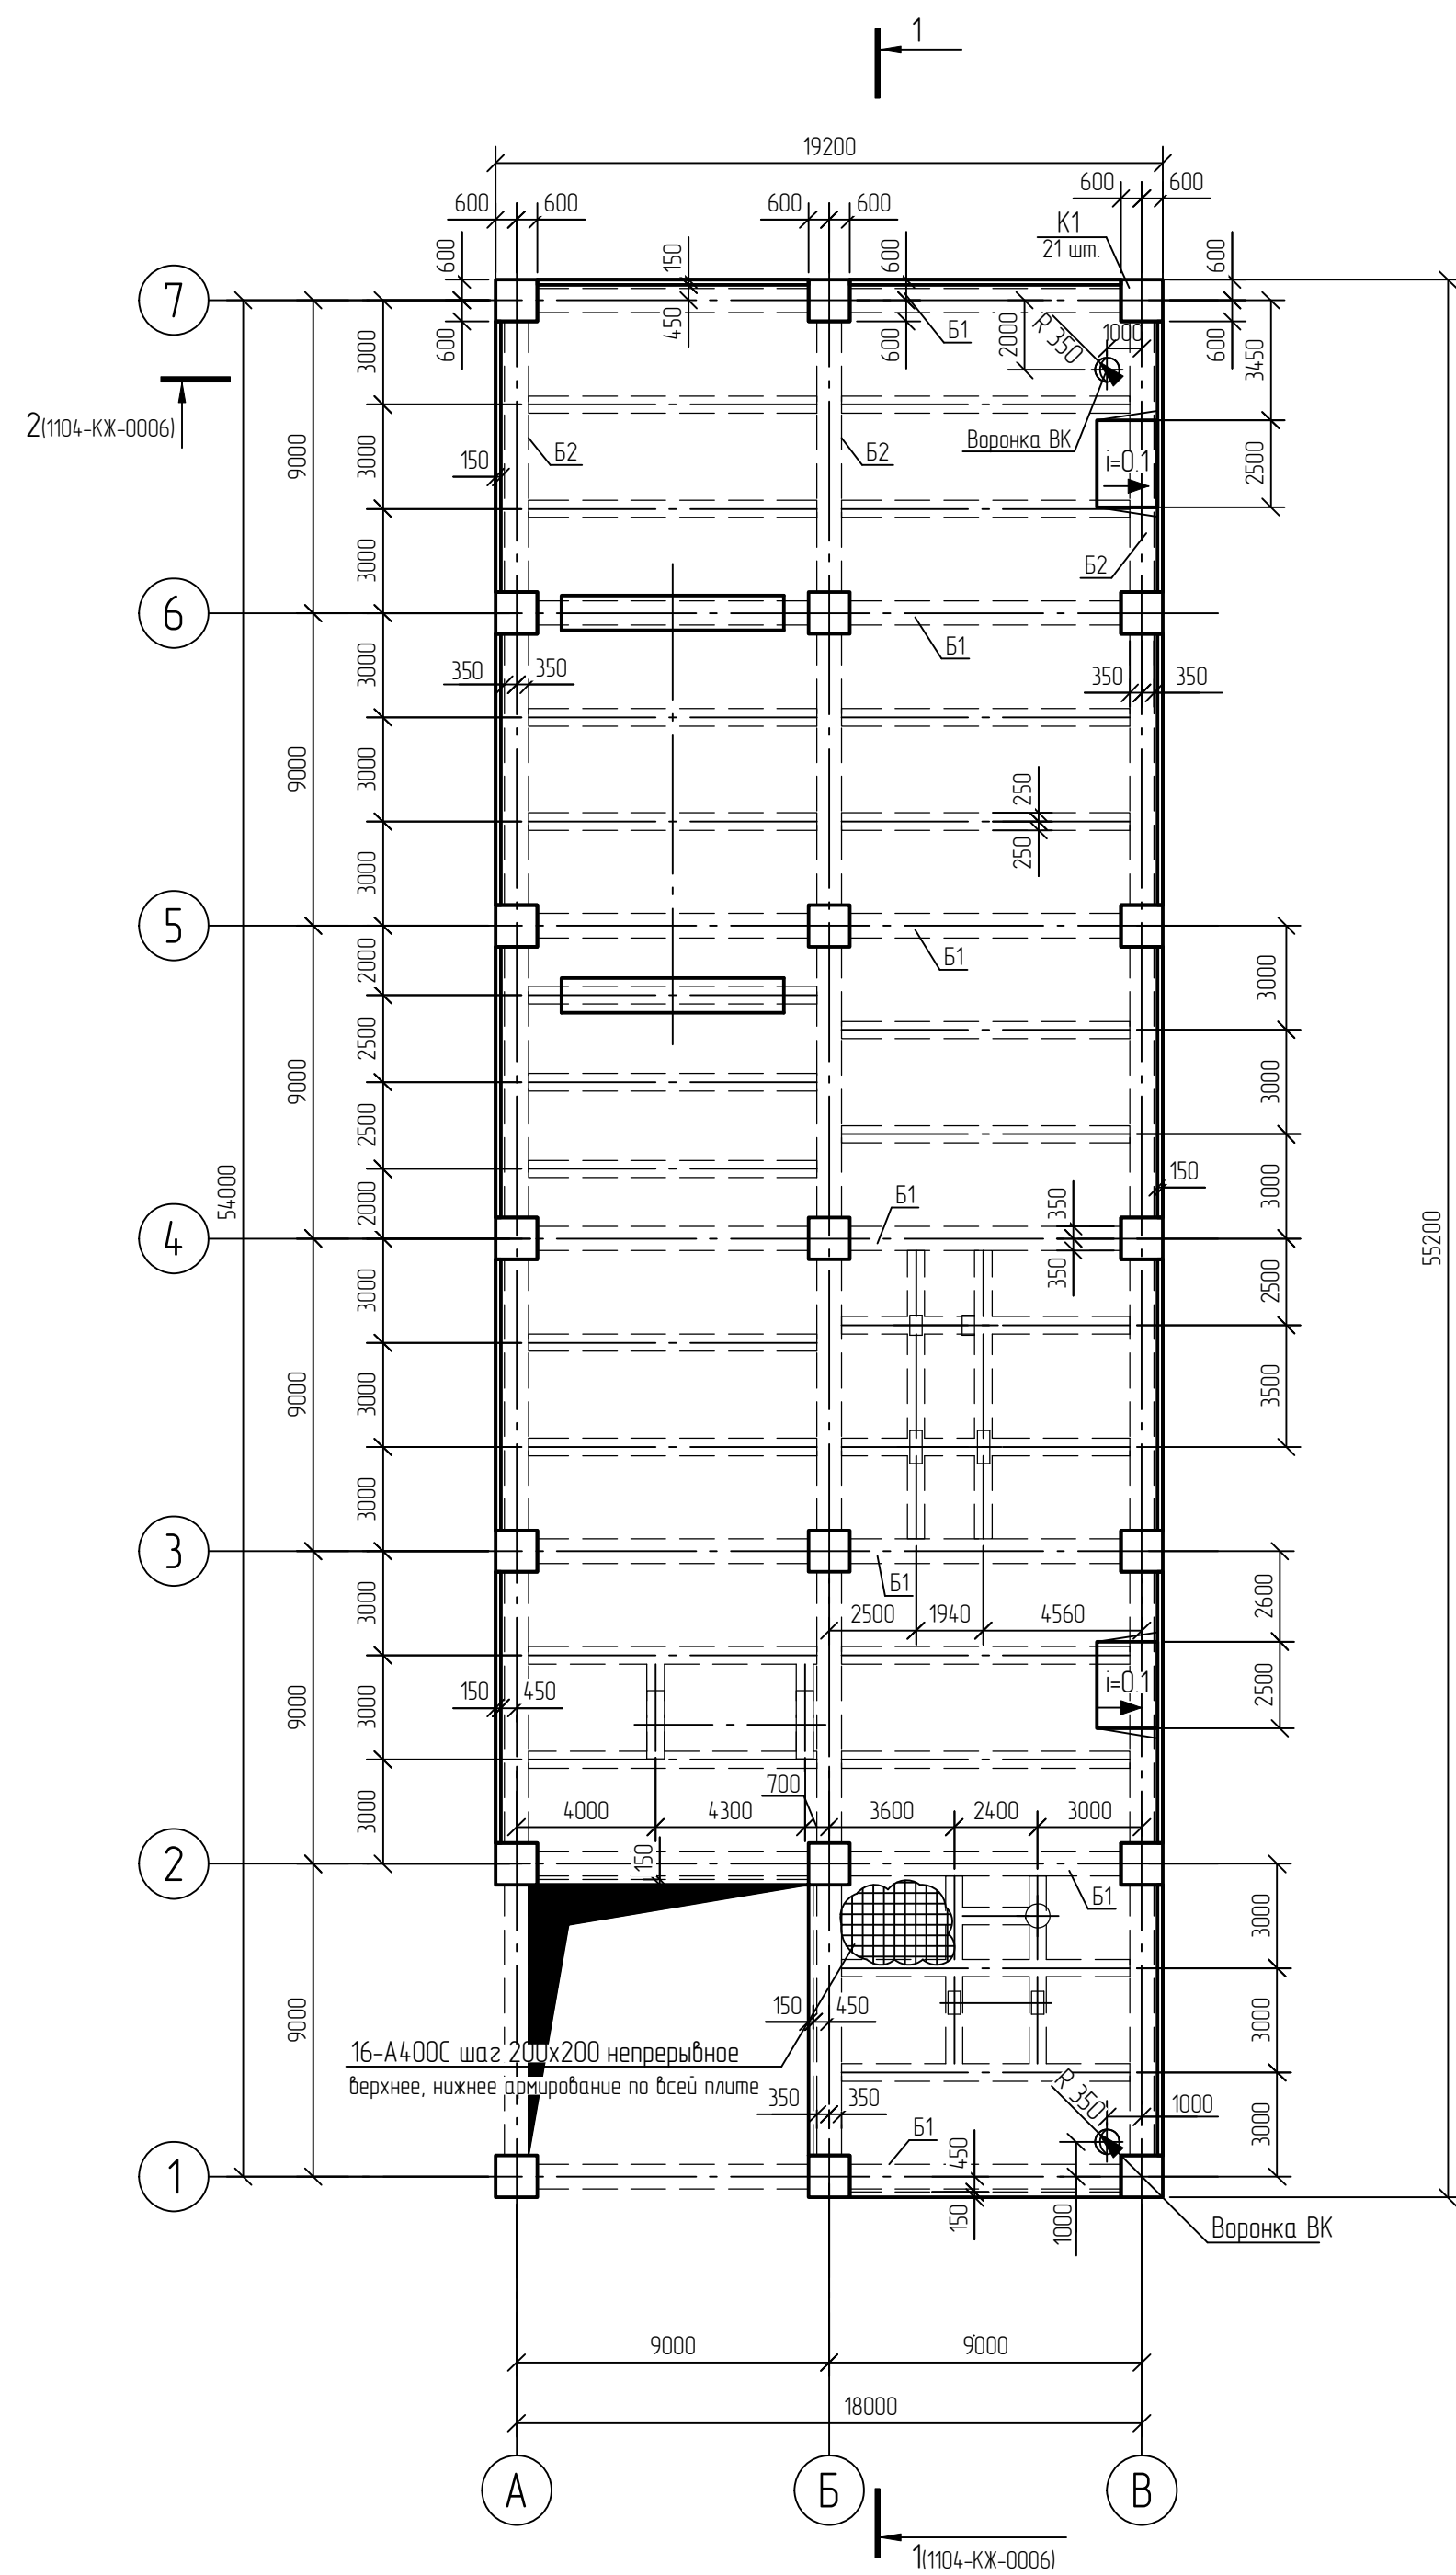 1
19200
600 600 600 600 600 600
К1
21 шт.
600 150 600 600
7
600 450 600 Б1 2000 R 350 1000 600
3000 3450
2(1104-КЖ-0006)
9000 3000 150 Б2 Б2 Воронка ВК
i=0.1 2500
3000 Б2
6
Б1
3000 350 350 350 350
9000 3000 250
250
3000
5
Б1
2000 3000
2500
9000 3000
2500
54000 150
2000 Б1 350 3000
4
55200
350 2500
3000
9000 3000 3500
3000
3
Б1
3000 2500 1940 4560 2600
9000 3000 150 450 i=0.1 2500
700
3000 4000 4300 3600 2400 3000
150
2
Б1
3000
9000 150 450
16-А400С шаг 200х200 непрерывное
верхнее, нижнее армирование по всей плите
3000
350 350 R 350 1000
Б1 450 3000
1
150 1000
Воронка ВК
9000 9000
18000
А Б В
1(1104-КЖ-0006)